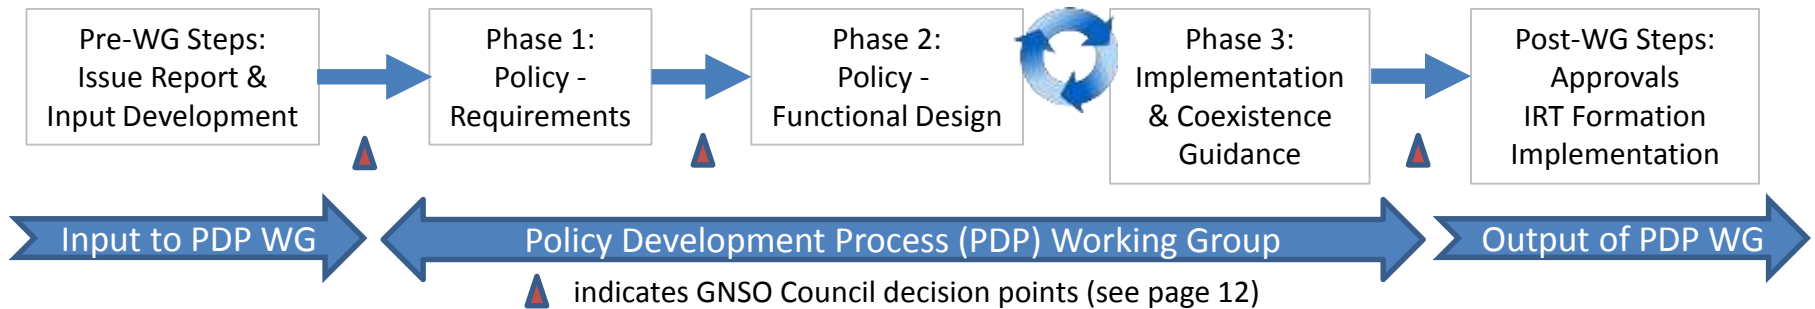 Pre-WG Steps:
Issue Report &
Input Development
Phase 1:
Policy -
Requirements
Phase 2:
Policy -
Functional Design
Phase 3:
Implementation
& Coexistence
Guidance
Post-WG Steps:
Approvals
IRT Formation
Implementation
Input to PDP WG
Policy Development Process (PDP) Working Group
Output of PDP WG
indicates GNSO Council decision points (see page 12)